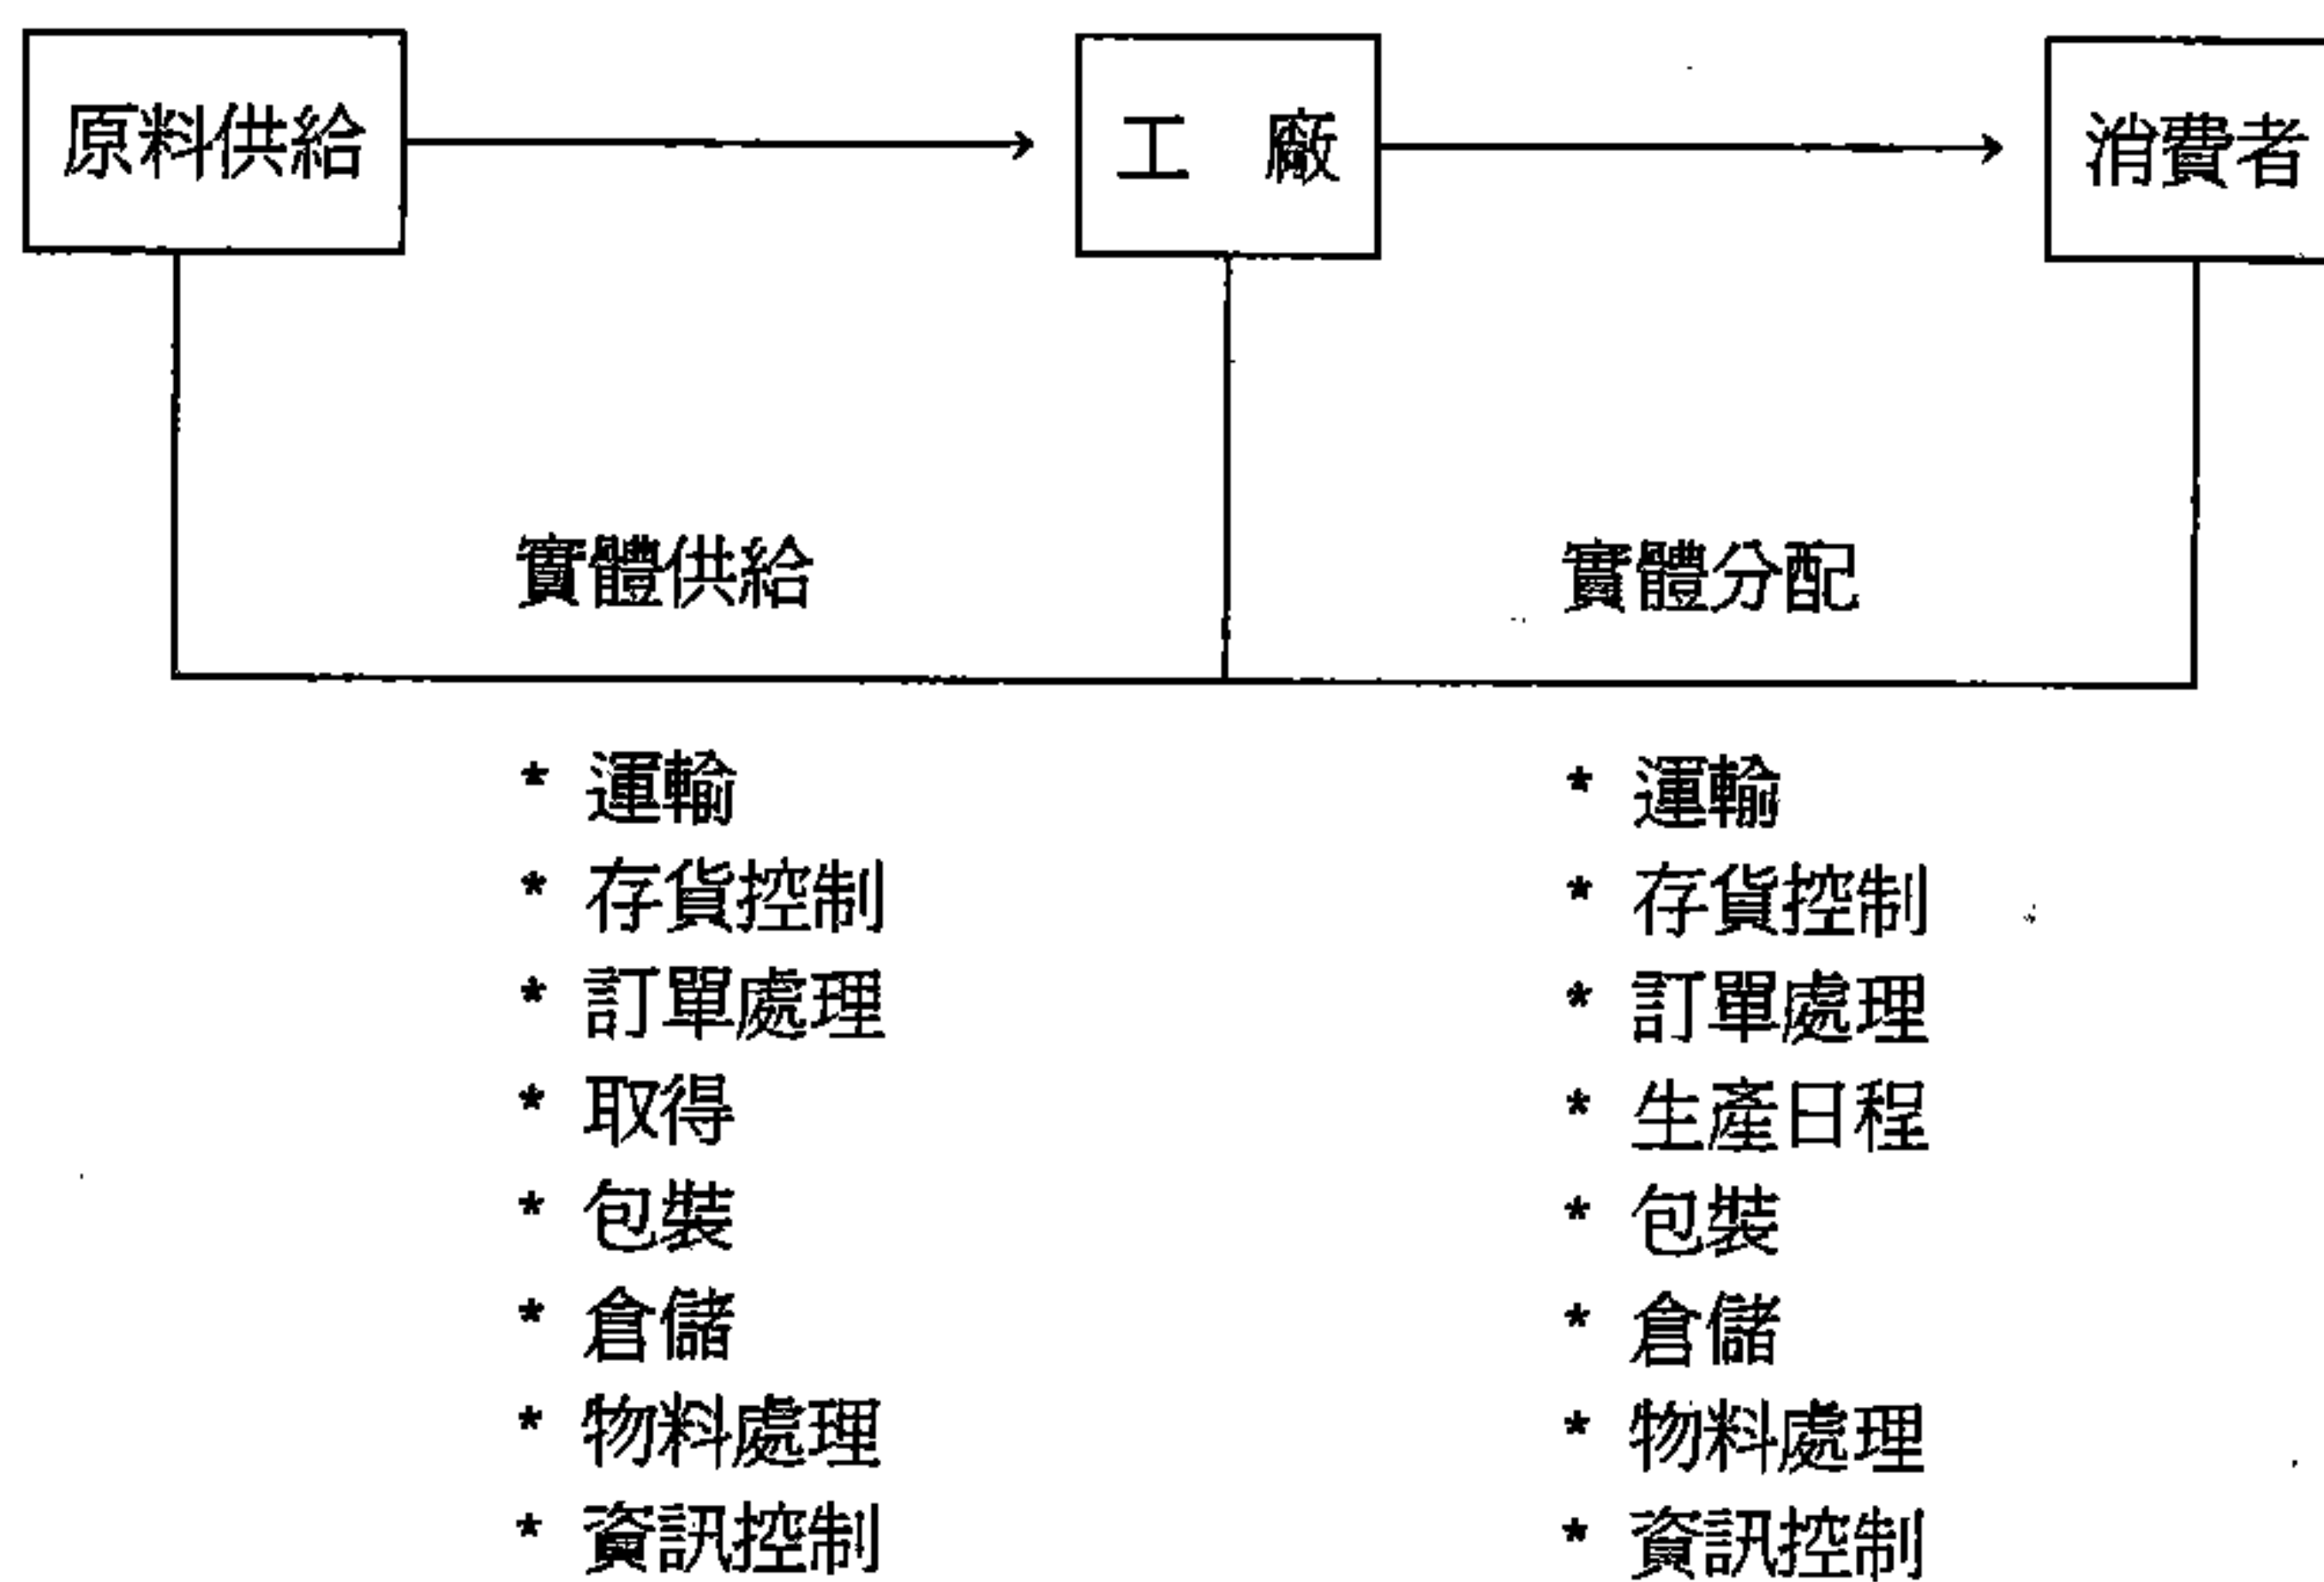 原料供給
工 廠
消費者
實體供給
實體分配
* 運輸
* 存貨控制
* 訂單處理
* 取得
* 包裝
* 倉儲
* 物料處理
* 資訊控制
* 運輸
* 存貨控制
* 訂單處理
* 生產日程
* 包裝
* 倉儲
* 物料處理
* 資訊控制